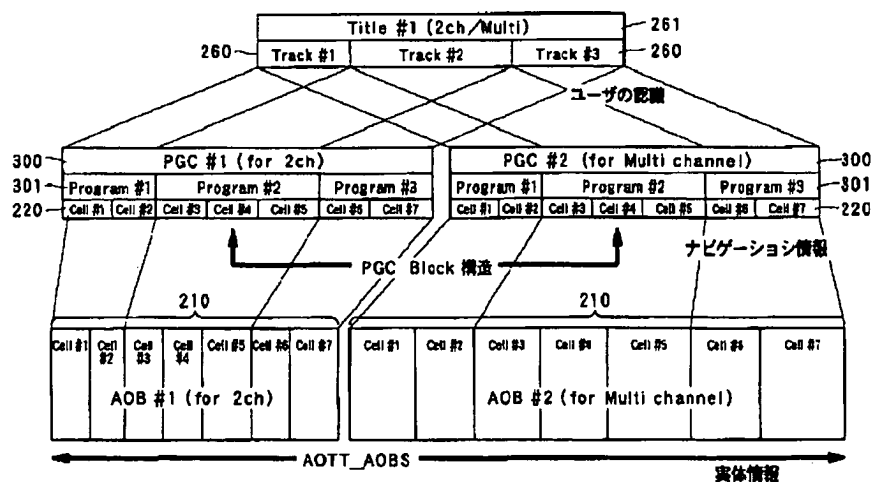 Title #1 (2ch/Multi)
261
260
Track #1
Track #2
Track #3
260
ユーザの認識
300
PGC #1 (for 2ch)
PGC #2 (for Multi channel)
300
301
Program #1
Program #2
Program #3
Program #1
Program #2
Program #3
301
220
Cell #1
Cell #2
Cell #3
Cell #4
Cell #5
Cell #6
Cell #7
Cell #1
Cell #2
Cell #3
Cell #4
Cell #5
Cell #6
Cell #7
220
PGC Block 構造
ナビゲーショシ情報
210
210
Cell #1
Cell #2
Cell #3
Cell #4
Cell #5
Cell #6
Cell #7
Cell #1
Cell #2
Cell #3
Cell #4
Cell #5
Cell #6
Cell #7
AOB #1 (for 2ch)
AOB #2 (for Multi channel)
AOTT_AOBS
実体情報